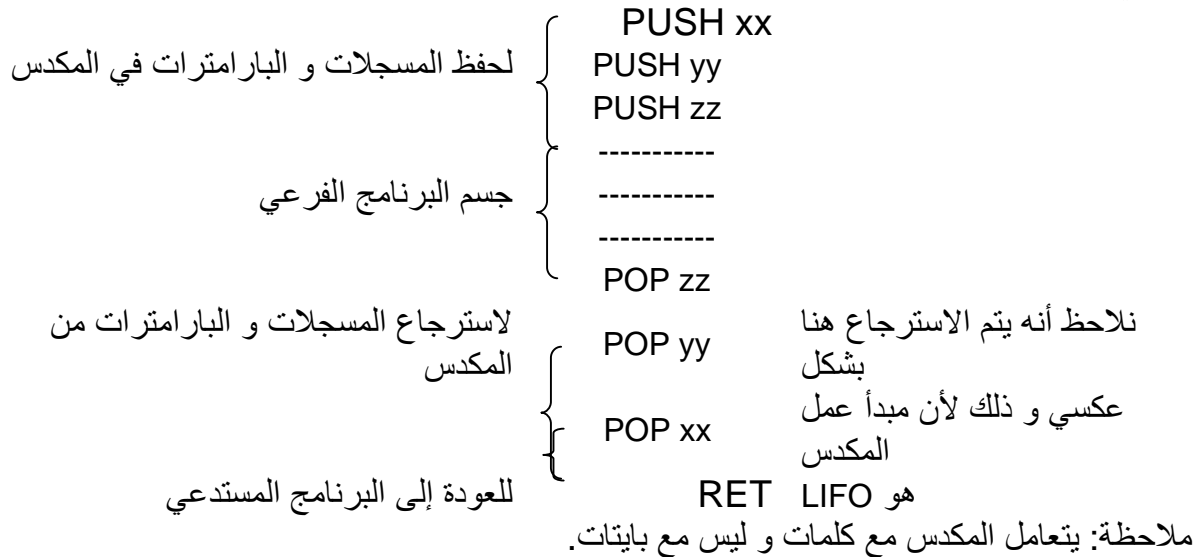 PUSH xx
لحفظ المسجلات و البارامترات في المكدس
PUSH yy
PUSH zz
-----------
جسم البرنامج الفرعي
-----------
-----------
POP zz
نلاحظ أنه يتم الاسترجاع هنا
بشكل
عكسي و ذلك لأن مبدأ عمل
المكدس
هو LIFO
POP yy
لاسترجاع المسجلات و البارامترات من
المكدس
POP xx
RET
للعودة إلى البرنامج المستدعي
ملاحظة: يتعامل المكدس مع كلمات و ليس مع بايتات.